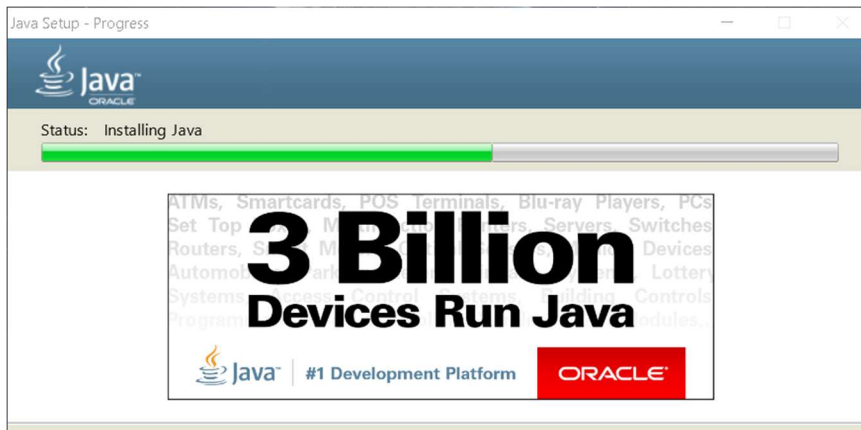 Java Setup - Progress
Java
ORACLE
Status: Installing Java
ATMs, Smartcards, POS Terminals, Blu-ray Players, PCs
Set Top Printers, Servers, Switches
Routers, Devices
Lottery
Systems, Access Control Systems, Building Controls
3 Billion
Devices Run Java
Java #1 Development Platform ORACLE